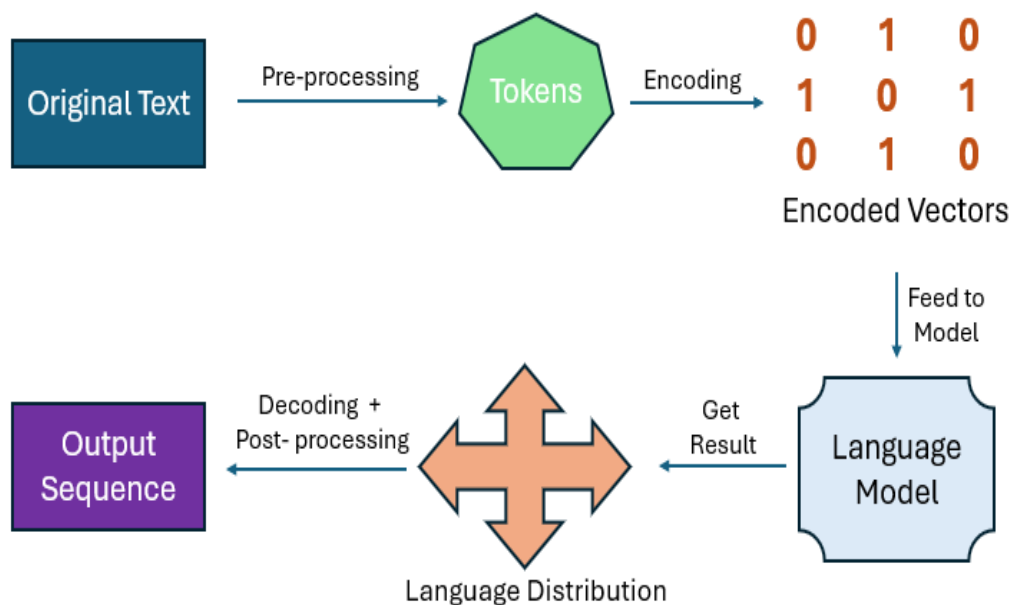 Original Text
Pre-processing
Tokens
Encoding
0 1 0
1 0 1
0 1 0
Encoded Vectors
Feed to
Model
Language
Model
Get
Result
Language Distribution
Decoding +
Post- processing
Output
Sequence